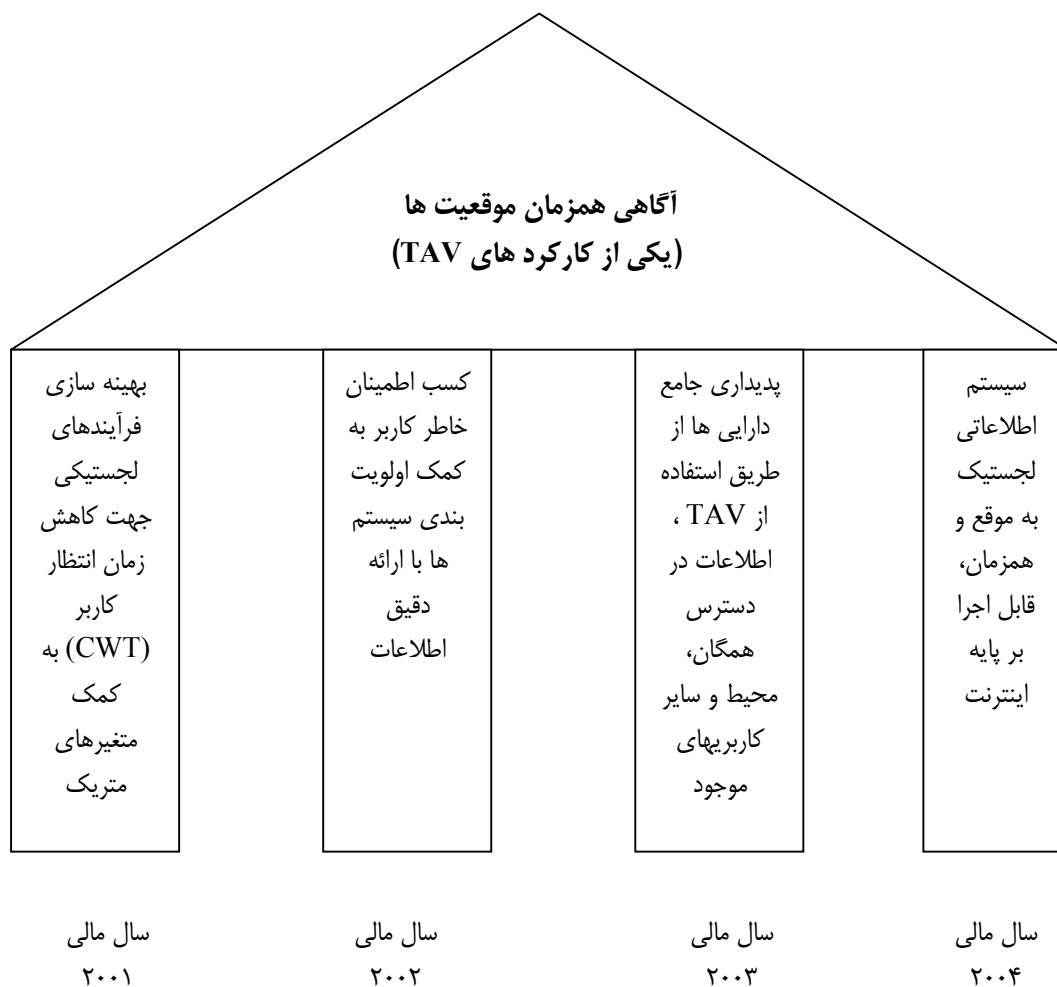 آگاهی همزمان موقعیت ها
(یکی از کارکرد های TAV)
سیستم
اطلاعاتی
لجستیک
به موقع و
همزمان،
قابل اجرا
بر پایه
اینترنت
پدیداری جامع
دارایی ها از
طریق استفاده
از TAV ،
اطلاعات در
دسترس
همگان،
محیط و سایر
کاربریهای
موجود
کسب اطمینان
خاطر کاربر به
کمک اولویت
بندی سیستم
ها با ارائه
دقیق
اطلاعات
بهینه سازی
فرآیندهای
لجستیکی
جهت کاهش
زمان انتظار
کاربر
(CWT) به
کمک
متغیرهای
متریک
سال مالی
۲۰۰۴
سال مالی
۲۰۰۳
سال مالی
۲۰۰۲
سال مالی
۲۰۰۱